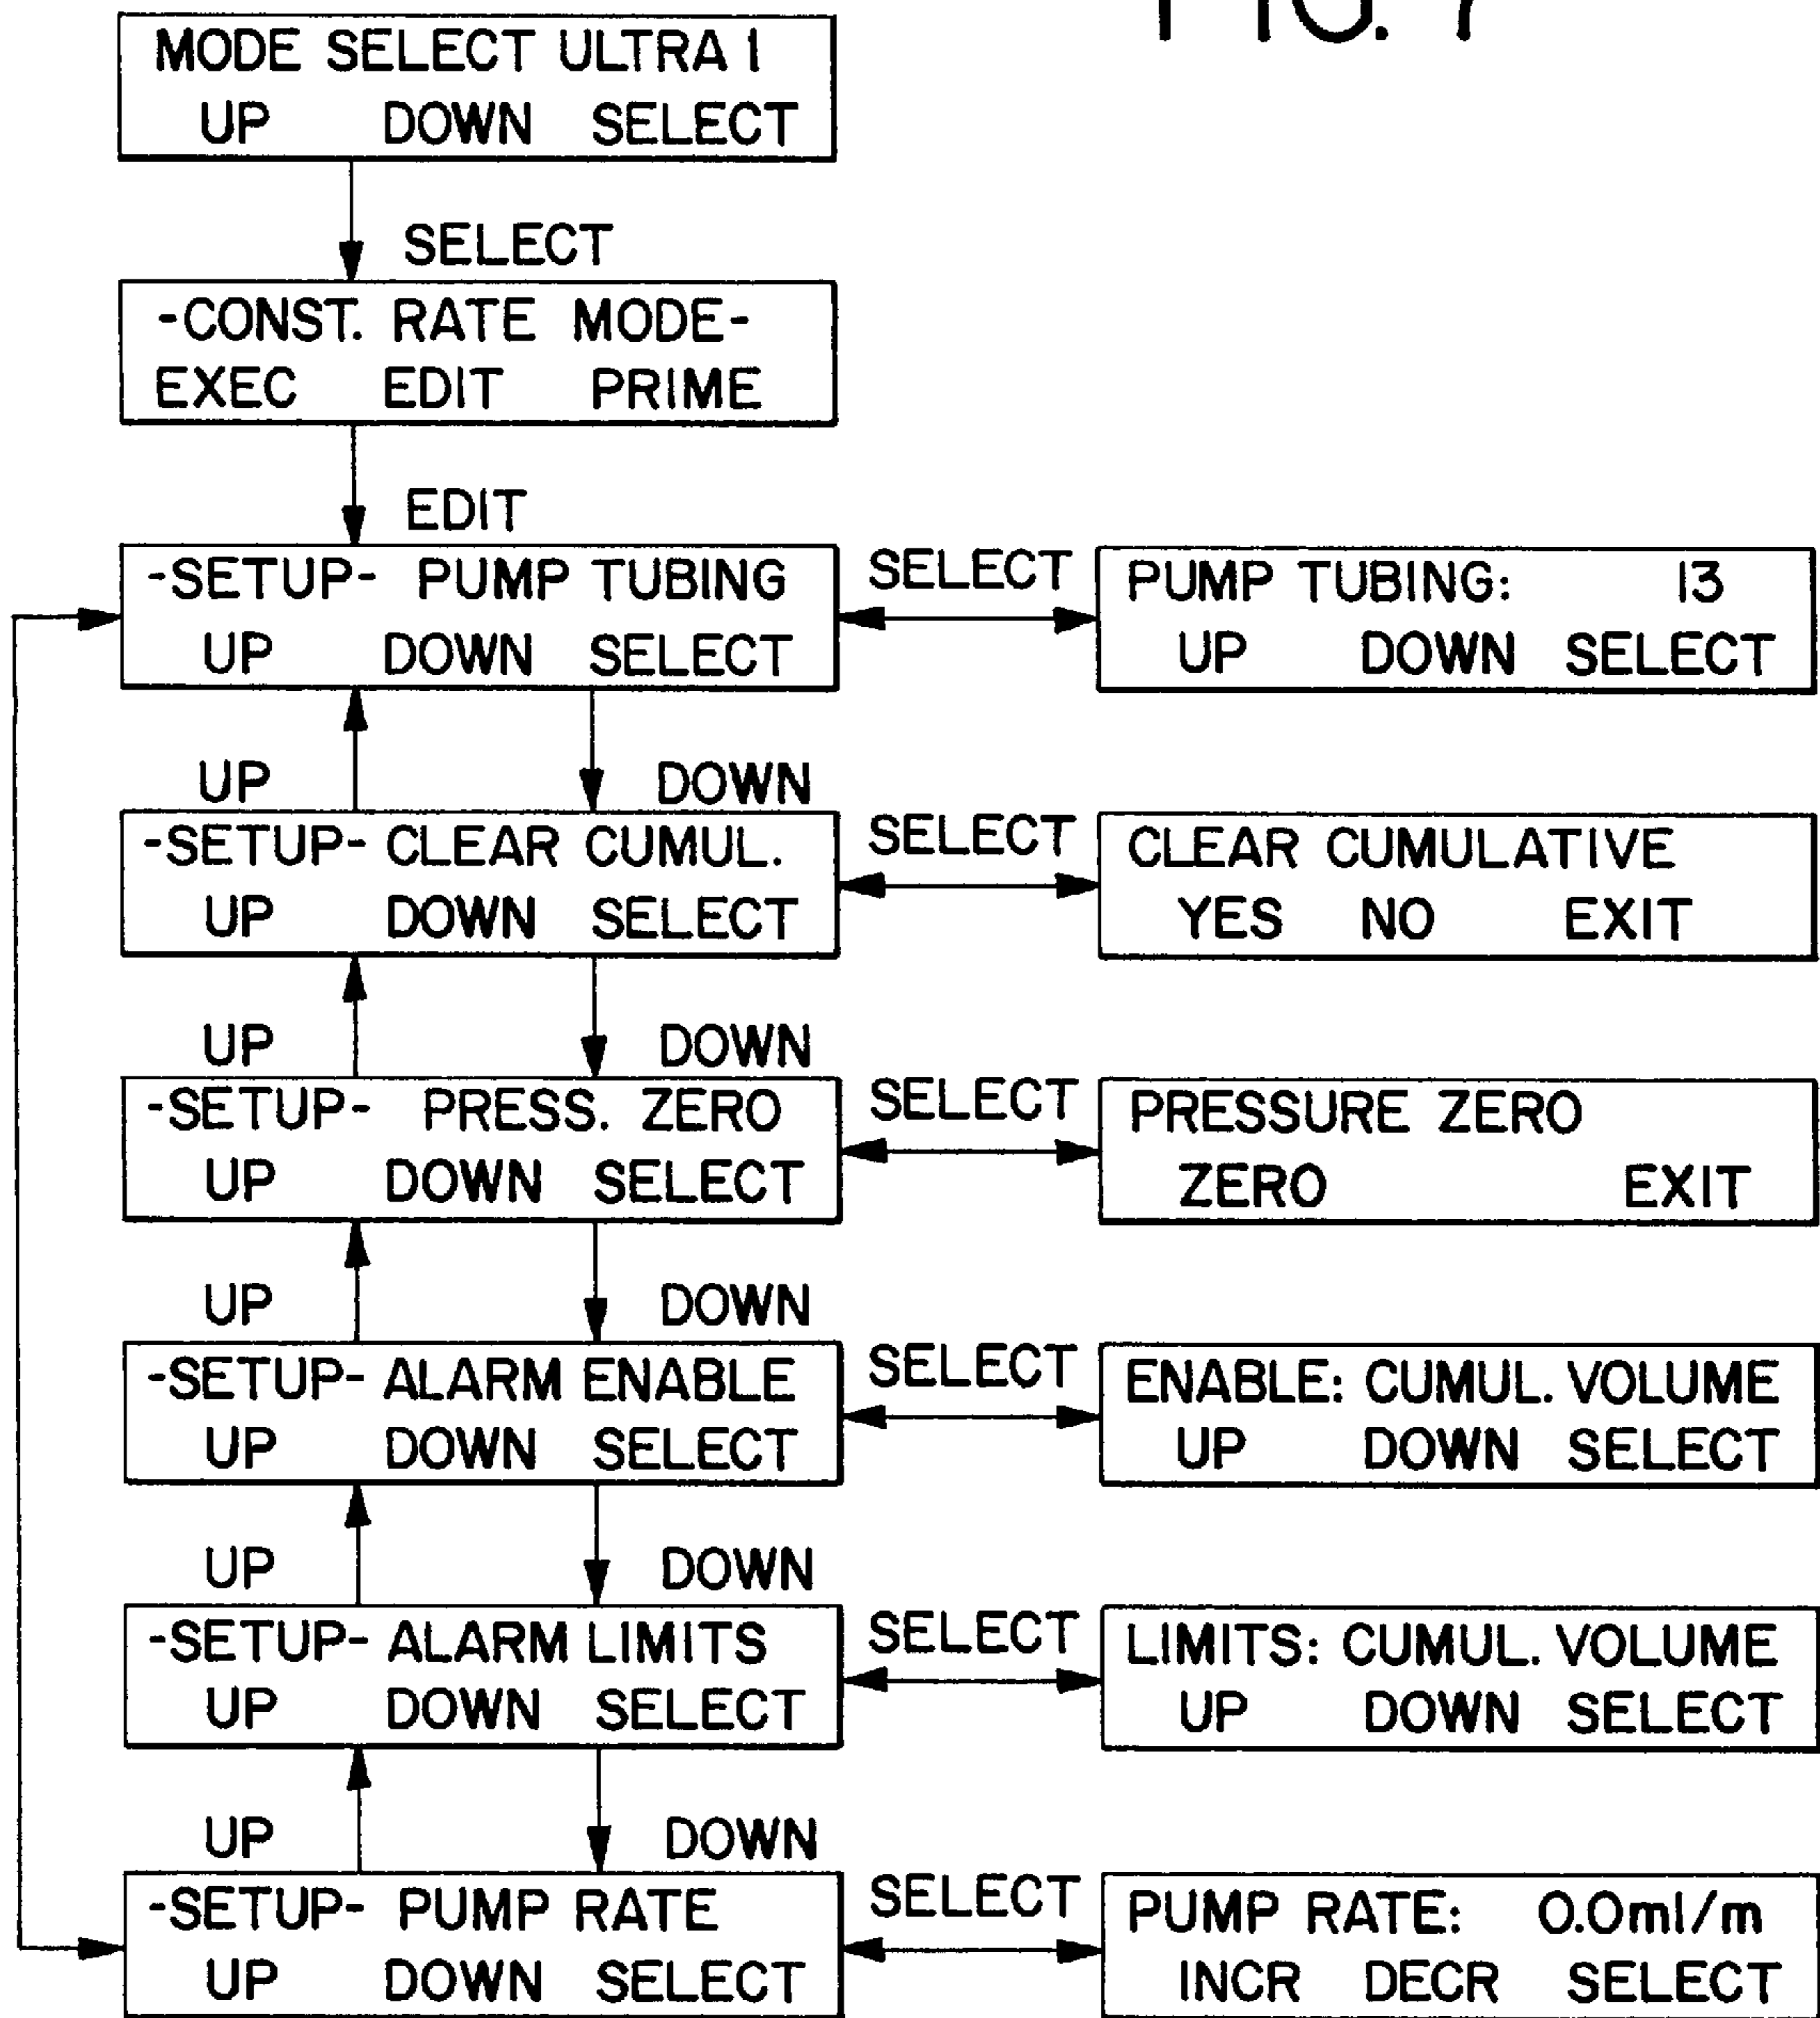 FIG. 7
MODE SELECT ULTRA 1
UP DOWN SELECT
SELECT
-CONST. RATE MODE-
EXEC EDIT PRIME
EDIT
-SETUP- PUMP TUBING
UP DOWN SELECT
SELECT
PUMP TUBING: 13
UP DOWN SELECT
UP DOWN
-SETUP- CLEAR CUMUL.
UP DOWN SELECT
SELECT
CLEAR CUMULATIVE
YES NO EXIT
UP DOWN
-SETUP- PRESS. ZERO
UP DOWN SELECT
SELECT
PRESSURE ZERO
ZERO EXIT
UP DOWN
-SETUP- ALARM ENABLE
UP DOWN SELECT
SELECT
ENABLE: CUMUL. VOLUME
UP DOWN SELECT
UP DOWN
-SETUP- ALARM LIMITS
UP DOWN SELECT
SELECT
LIMITS: CUMUL. VOLUME
UP DOWN SELECT
UP DOWN
-SETUP- PUMP RATE
UP DOWN SELECT
SELECT
PUMP RATE: 0.0ml/m
INCR DECR SELECT